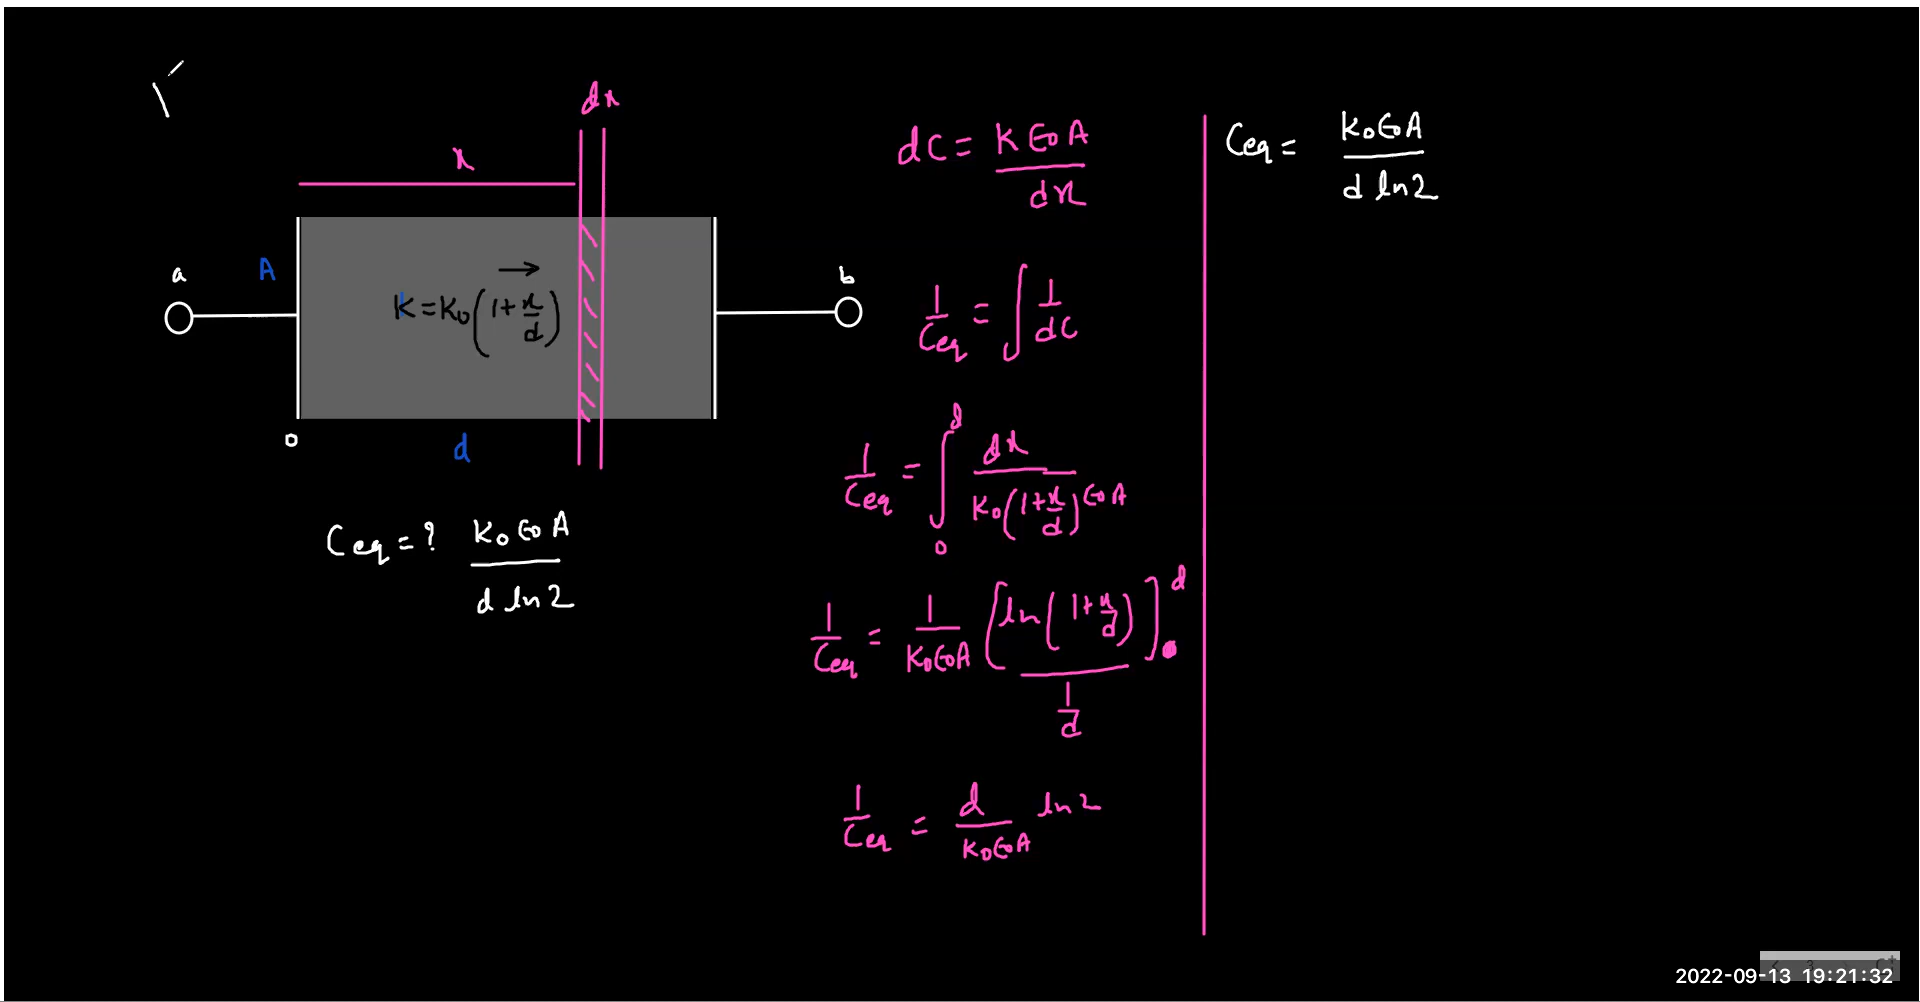 dx
x
a
A
b
K = K₀(1 + x/d)
0
d
Ceq = ? K₀ϵ₀A / d ln2
dC = Kϵ₀A / dx
1/Ceq = ∫ 1/dC
1/Ceq = ∫₀ᵈ dx / K₀(1 + x/d)ϵ₀A
1/Ceq = 1/K₀ϵ₀A [ln(1 + x/d) / 1/d]₀ᵈ
1/Ceq = d/K₀ϵ₀A ln2
Ceq = K₀ϵ₀A / d ln2
2022-09-13 19:21:32